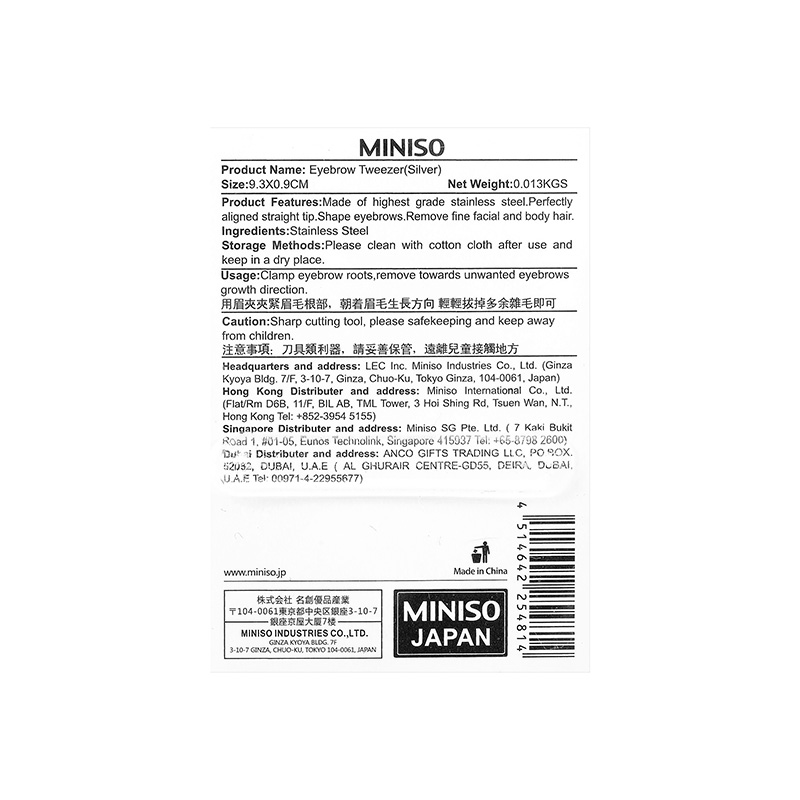 MINISO
Product Name: Eyebrow Tweezer(Silver)
Size:9.3X0.9CM Net Weight:0.013KGS
Product Features:Made of highest grade stainless steel.Perfectly
aligned straight tip.Shape eyebrows.Remove fine facial and body hair.
Ingredients:Stainless Steel
Storage Methods:Please clean with cotton cloth after use and
keep in a dry place.
Usage:Clamp eyebrow roots,remove towards unwanted eyebrows
growth direction.
用眉夾夾緊眉毛根部，朝着眉毛生長方向 輕輕拔掉多余雜毛即可
Caution:Sharp cutting tool, please safekeeping and keep away
from children.
注意事項：刀具類利器，請妥善保管，遠離兒童接觸地方
Headquarters and address: LEC Inc. Miniso Industries Co., Ltd. (Ginza
Kyoya Bldg. 7/F, 3-10-7, Ginza, Chuo-Ku, Tokyo Ginza, 104-0061, Japan)
Hong Kong Distributer and address: Miniso International Co., Ltd.
(Flat/Rm D6B, 11/F, BIL AB, TML Tower, 3 Hoi Shing Rd, Tsuen Wan, N.T.,
Hong Kong Tel: +852-3954 5155)
Singapore Distributer and address: Miniso SG Pte. Ltd. ( 7 Kaki Bukit
Road 1, #01-05, Eunos Technolink, Singapore 415937 Tel: +65-8798 2600)
Dubai Distributer and address: ANCO GIFTS TRADING LLC, PO BOX.
52052, DUBAI, U.A.E ( AL GHURAIR CENTRE-GD55, DEIRA, DUBAI,
U.A.E Tel: 00971-4-22955677)
www.miniso.jp
Made in China
4 514642 254814
株式会社 名創優品産業
〒104-0061東京都中央区銀座3-10-7
銀座京屋大厦7楼
MINISO INDUSTRIES CO.,LTD.
GINZA KYOYA BLDG. 7F
3-10-7 GINZA, CHUO-KU, TOKYO 104-0061, JAPAN
MINISO
JAPAN